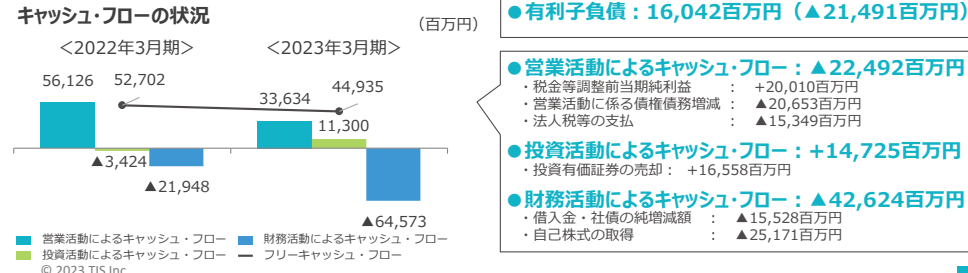 キャッシュ・フローの状況
（百万円）
＜2022年3月期＞
＜2023年3月期＞
56,126
52,702
▲3,424
▲21,948
33,634
44,935
11,300
▲64,573
営業活動によるキャッシュ・フロー
財務活動によるキャッシュ・フロー
投資活動によるキャッシュ・フロー
フリーキャッシュ・フロー
© 2023 TIS Inc.
●有利子負債：16,042百万円（▲21,491百万円）
●営業活動によるキャッシュ・フロー：▲22,492百万円
・税金等調整前当期純利益 ： +20,010百万円
・営業活動に係る債権債務増減 ： ▲20,653百万円
・法人税等の支払 ： ▲15,349百万円
●投資活動によるキャッシュ・フロー：+14,725百万円
・投資有価証券の売却： +16,558百万円
●財務活動によるキャッシュ・フロー：▲42,624百万円
・借入金・社債の純増減額 ： ▲15,528百万円
・自己株式の取得 ： ▲25,171百万円